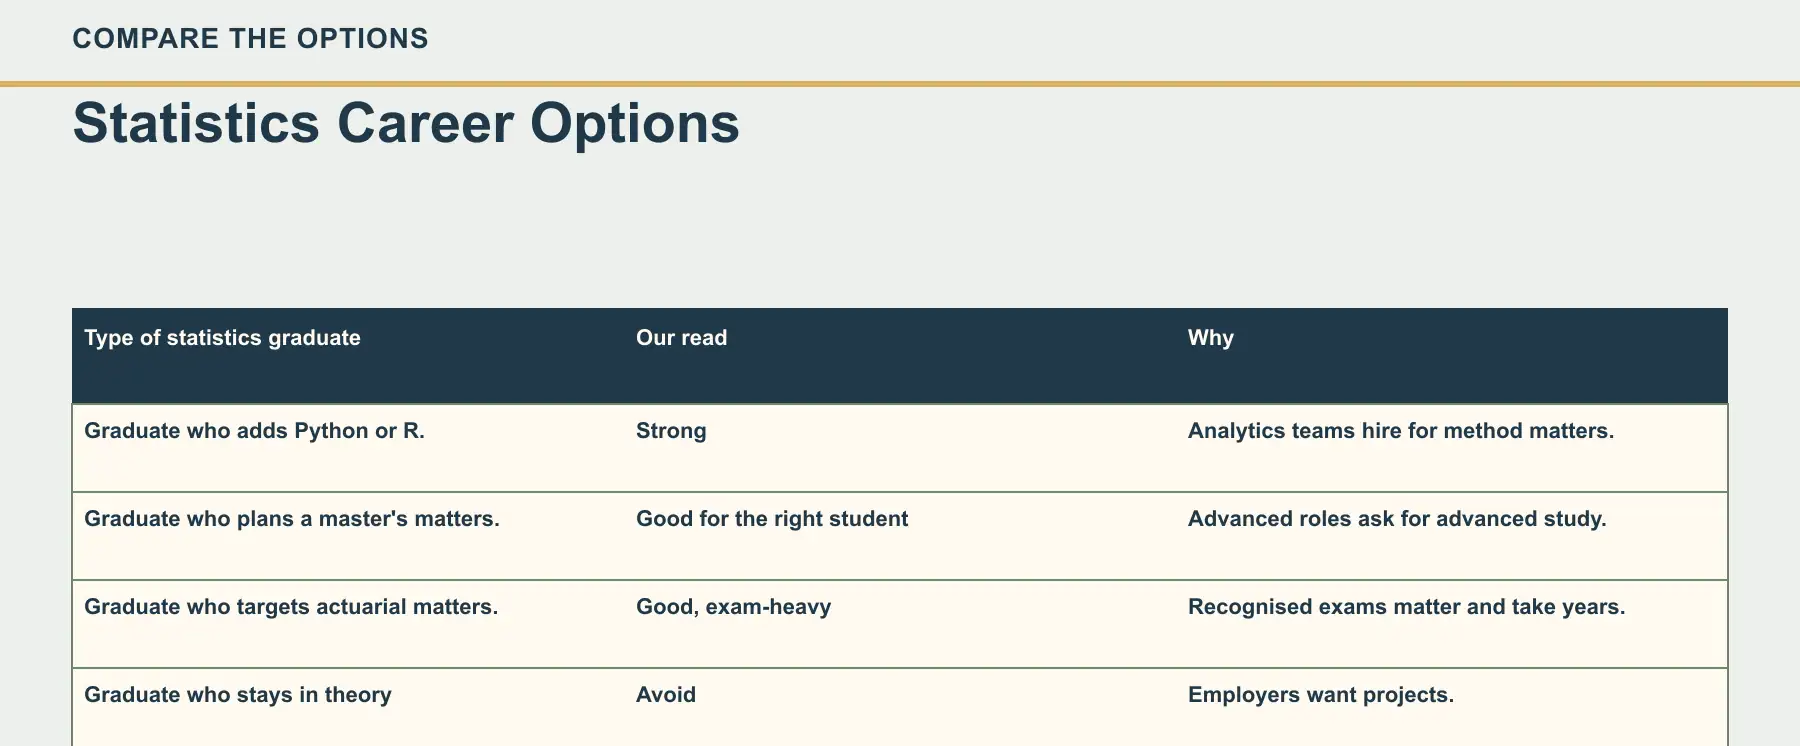 COMPARE THE OPTIONS
Statistics Career Options
Type of statistics graduate Our read Why
Graduate who adds Python or R. Strong Analytics teams hire for method matters.
Graduate who plans a master's matters. Good for the right student Advanced roles ask for advanced study.
Graduate who targets actuarial matters. Good, exam-heavy Recognised exams matter and take years.
Graduate who stays in theory Avoid Employers want projects.